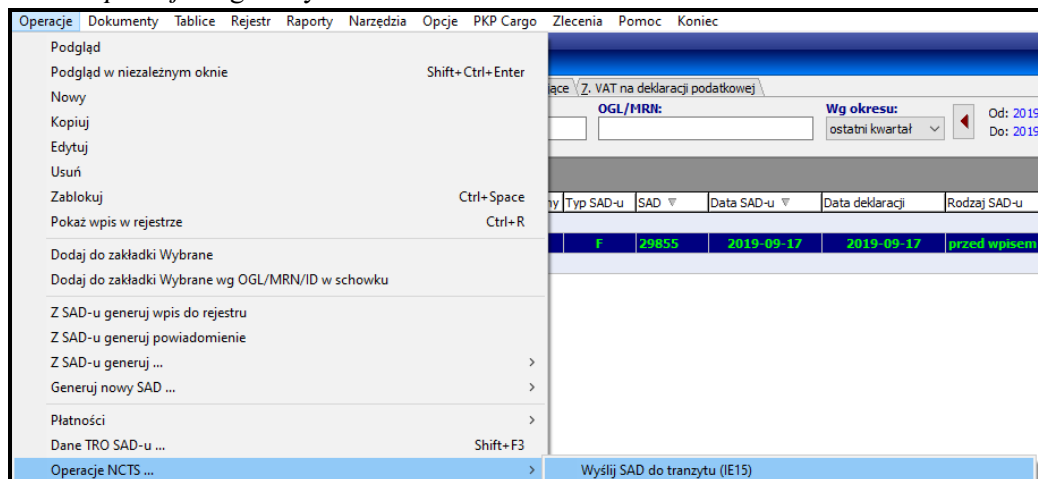 Operacje Dokumenty Tablice Rejestr Raporty Narzędzia Opcje PKP Cargo Zlecenia Pomoc Koniec
Podgląd
Podgląd w niezależnym oknie Shift+Ctrl+Enter
ące 7. VAT na deklaracji podatkowej
Nowy
OGL/MRN: Wg okresu: Od: 2019
Kopiuj
ostatni kwartał Do: 2019
Edytuj
Usuń
Zablokuj Ctrl+Space
ny Typ SAD-u SAD Data SAD-u Data deklaracji Rodzaj SAD-u
Pokaż wpis w rejestrze Ctrl+R
F 29855 2019-09-17 2019-09-17 przed wpisem
Dodaj do zakładki Wybrane
Dodaj do zakładki Wybrane wg OGL/MRN/ID w schowku
Z SAD-u generuj wpis do rejestru
Z SAD-u generuj powiadomienie
Z SAD-u generuj ...
Generuj nowy SAD ...
Płatności
Dane TRO SAD-u ... Shift+F3
Operacje NCTS ... Wyślij SAD do tranzytu (IE15)